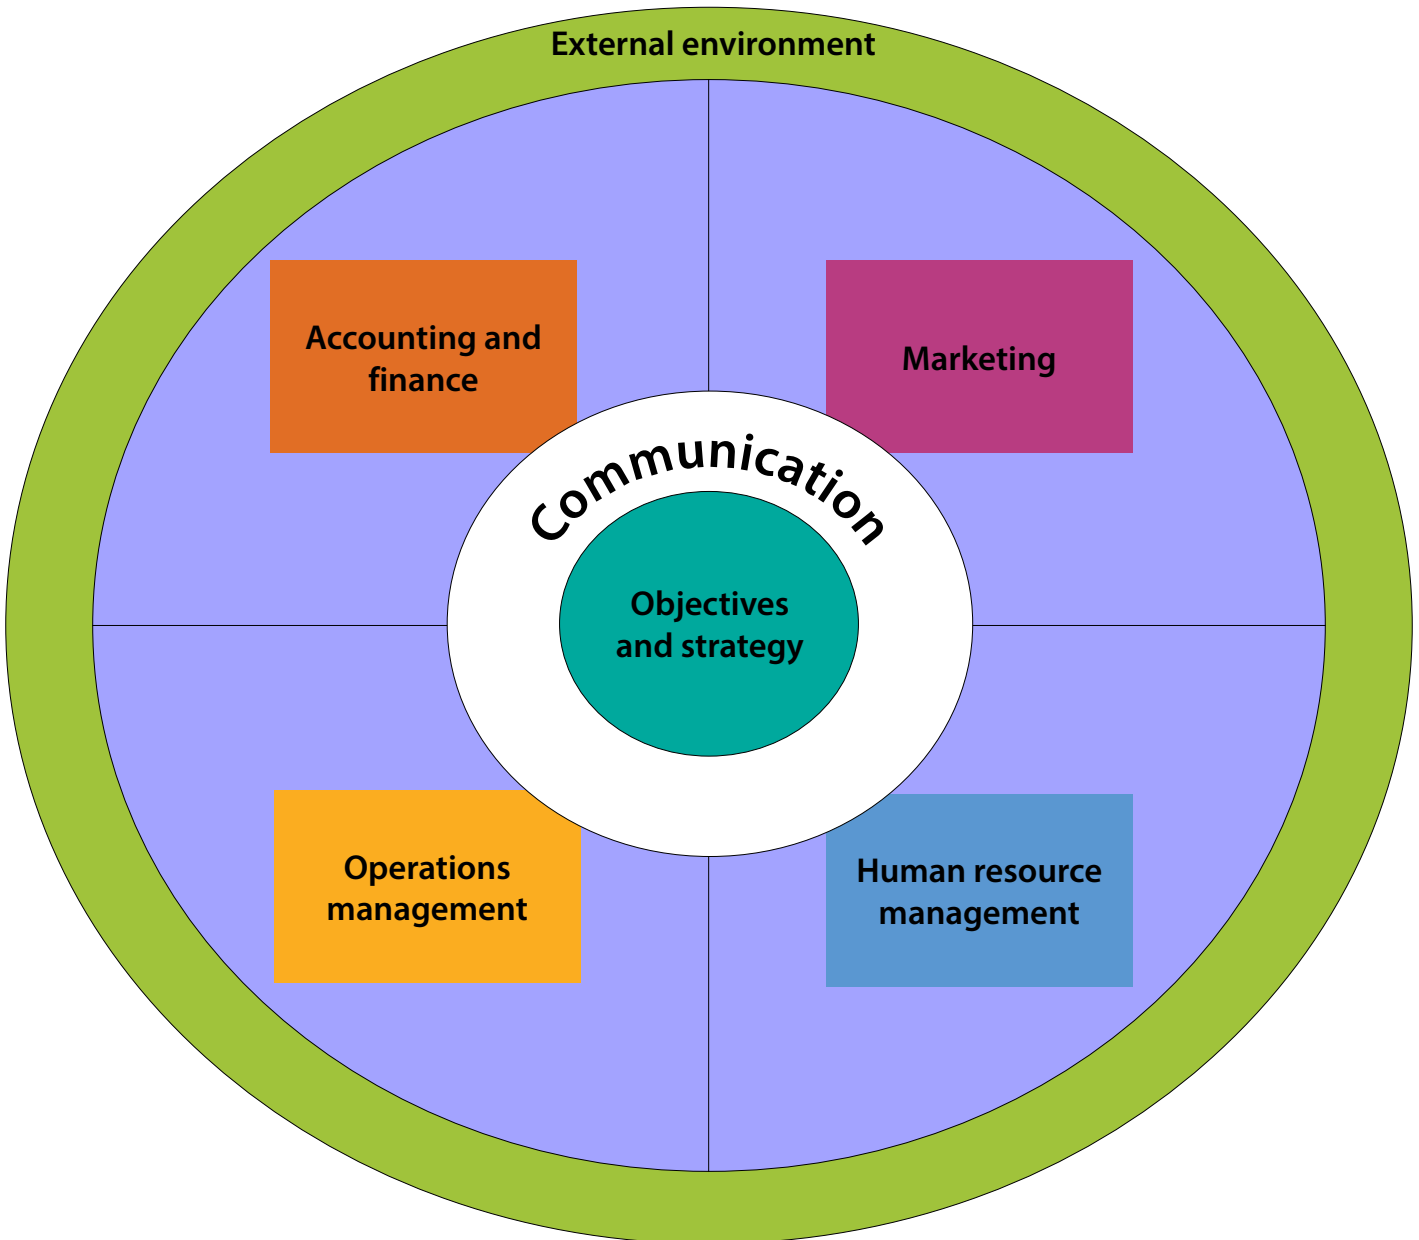 External environment
Accounting and
finance
Marketing
Communication
Objectives
and strategy
Operations
management
Human resource
management